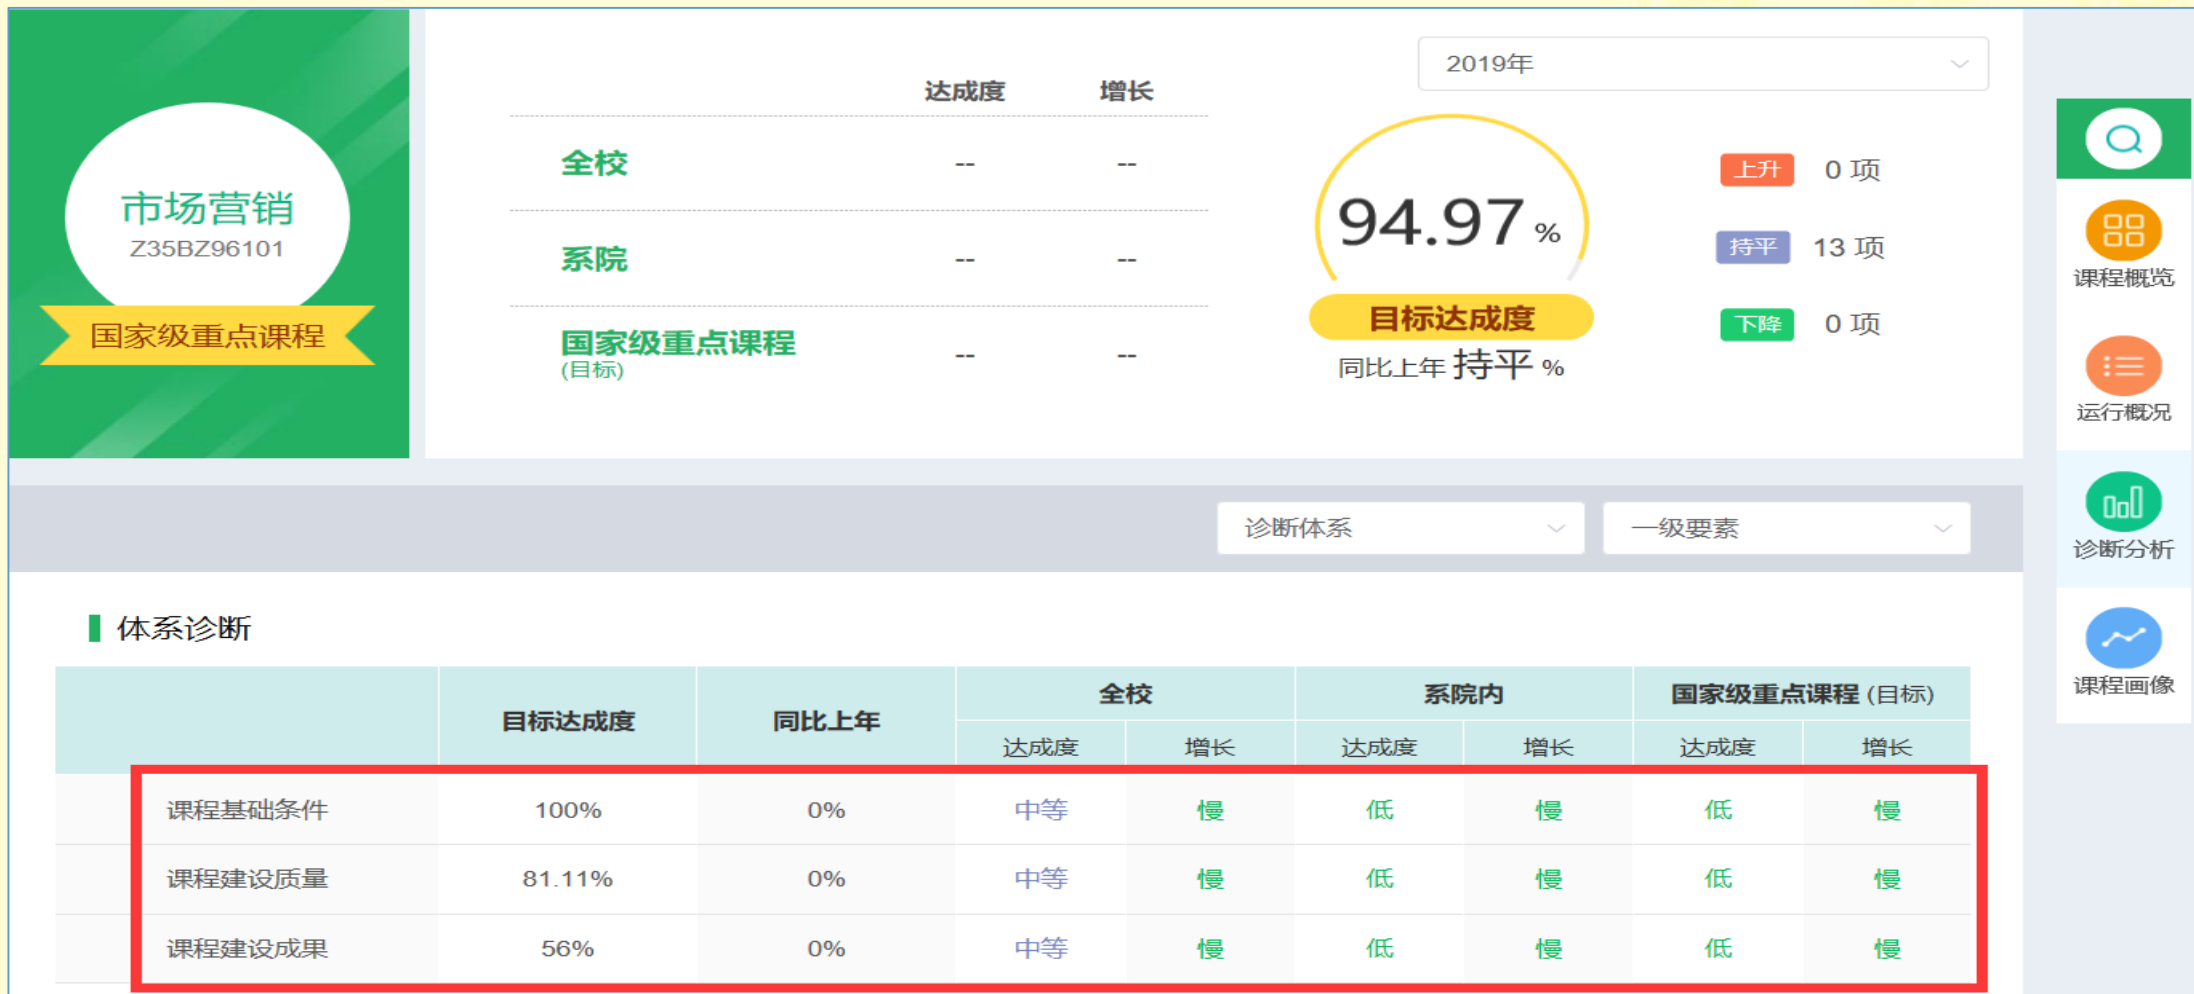 市场营销
Z35BZ96101
国家级重点课程
达成度 增长
全校 -- --
系院 -- --
国家级重点课程 -- --
(目标)
2019年
94.97 %
目标达成度
同比上年 持平 %
上升 0 项
持平 13 项
下降 0 项
课程概览
运行概况
诊断分析
课程画像
诊断体系 一级要素
体系诊断
目标达成度 同比上年 全校 系院内 国家级重点课程 (目标)
达成度 增长 达成度 增长 达成度 增长
课程基础条件 100% 0% 中等 慢 低 慢 低 慢
课程建设质量 81.11% 0% 中等 慢 低 慢 低 慢
课程建设成果 56% 0% 中等 慢 低 慢 低 慢